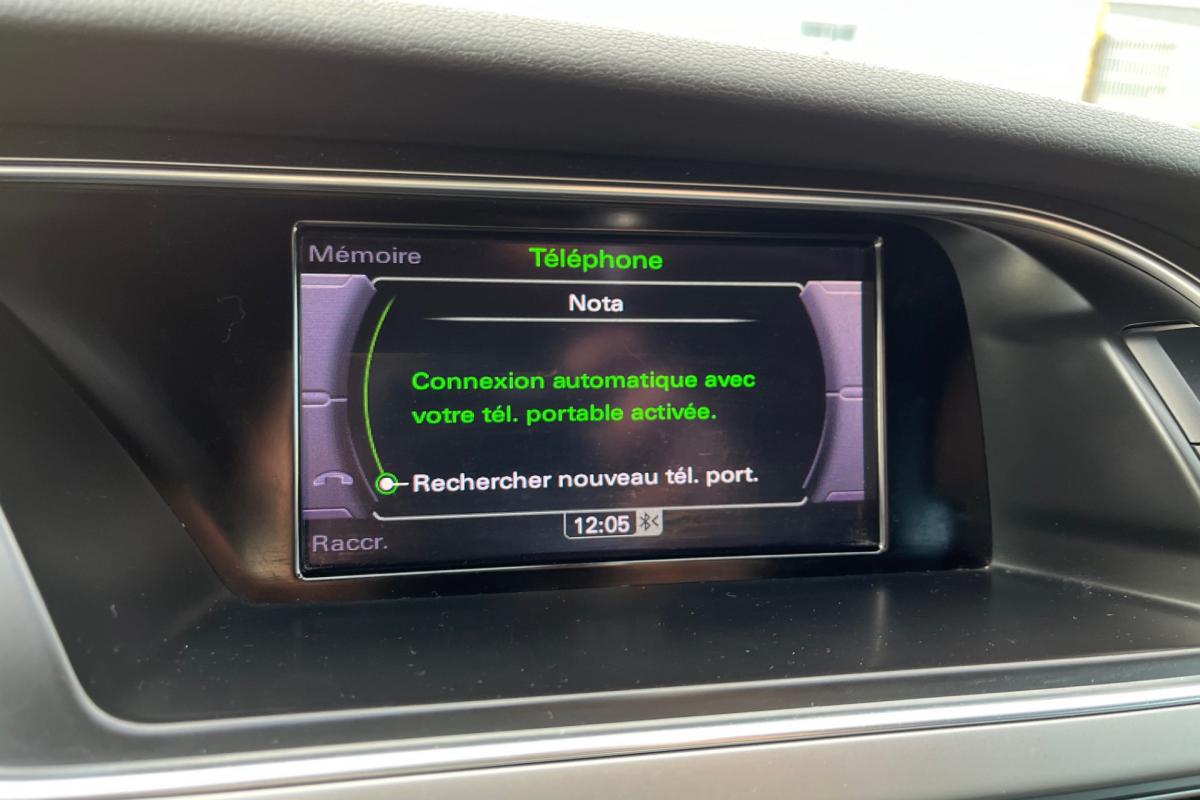 Mémoire
Téléphone
Nota
Connexion automatique avec
votre tél. portable activée.
Rechercher nouveau tél. port.
12:05
Raccr.